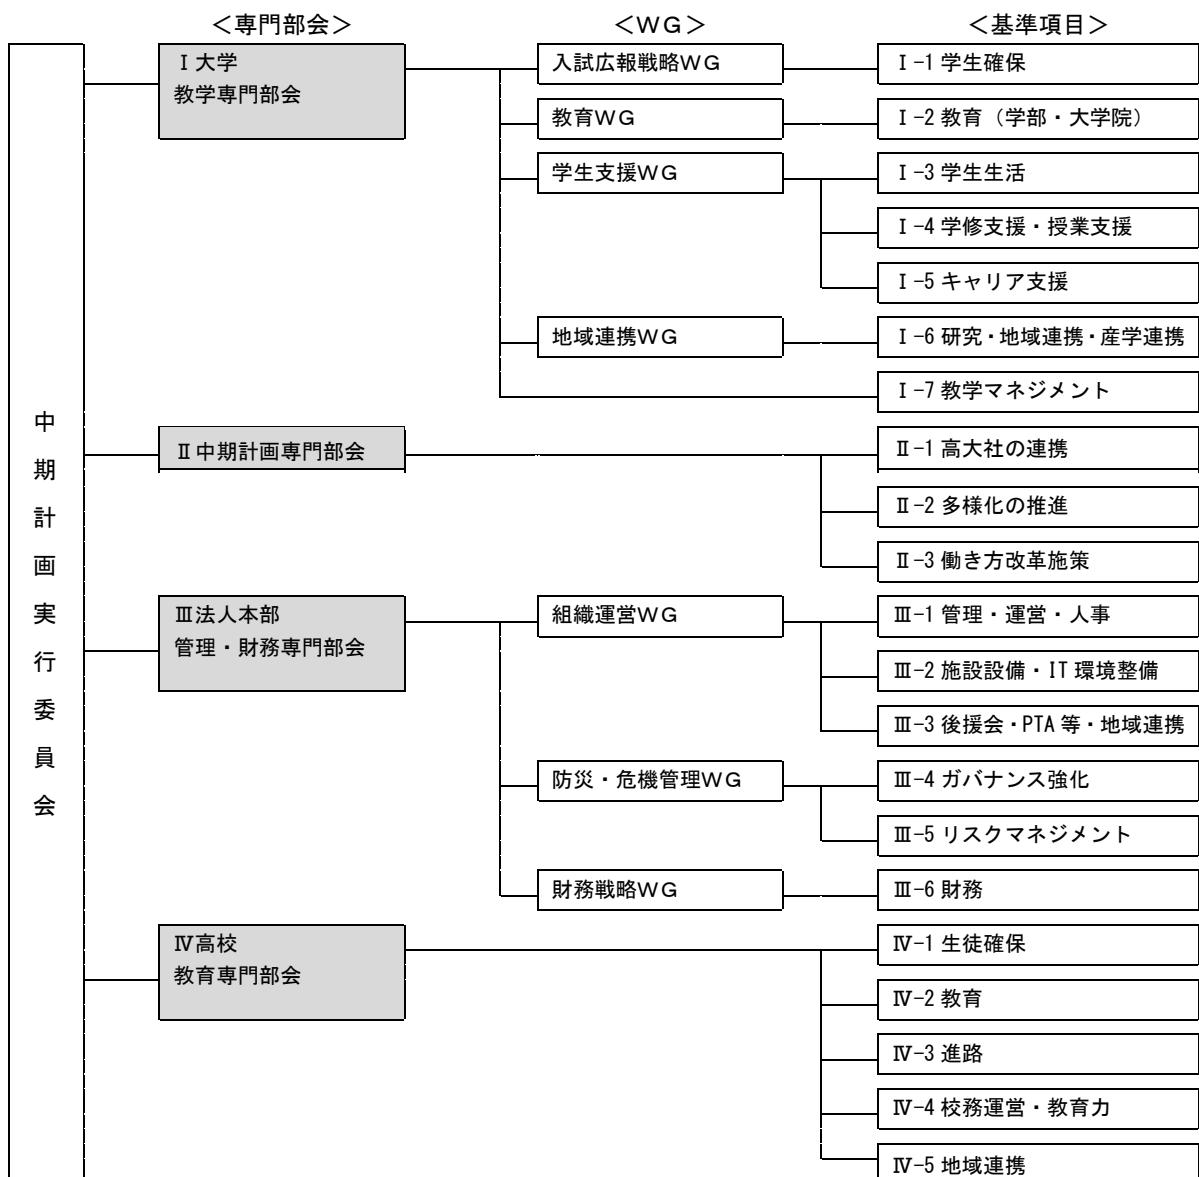 ＜専門部会＞
＜ＷＧ＞
＜基準項目＞
中期計画実行委員会
Ⅰ大学
教学専門部会
入試広報戦略ＷＧ
Ⅰ-1 学生確保
教育ＷＧ
Ⅰ-2 教育（学部・大学院）
学生支援ＷＧ
Ⅰ-3 学生生活
Ⅰ-4 学修支援・授業支援
Ⅰ-5 キャリア支援
地域連携ＷＧ
Ⅰ-6 研究・地域連携・産学連携
Ⅰ-7 教学マネジメント
Ⅱ中期計画専門部会
Ⅱ-1 高大社の連携
Ⅱ-2 多様化の推進
Ⅱ-3 働き方改革施策
Ⅲ法人本部
管理・財務専門部会
組織運営ＷＧ
Ⅲ-1 管理・運営・人事
Ⅲ-2 施設設備・IT 環境整備
Ⅲ-3 後援会・PTA 等・地域連携
防災・危機管理ＷＧ
Ⅲ-4 ガバナンス強化
Ⅲ-5 リスクマネジメント
財務戦略ＷＧ
Ⅲ-6 財務
Ⅳ高校
教育専門部会
Ⅳ-1 生徒確保
Ⅳ-2 教育
Ⅳ-3 進路
Ⅳ-4 校務運営・教育力
Ⅳ-5 地域連携